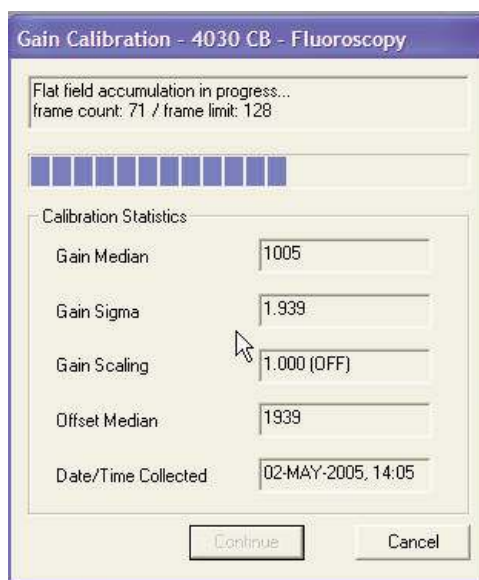 Gain Calibration - 4030 CB - Fluoroscopy
Flat field accumulation in progress...
frame count: 71 / frame limit: 128
Calibration Statistics
Gain Median 1005
Gain Sigma 1.939
Gain Scaling 1.000 (OFF)
Offset Median 1939
Date/Time Collected 02-MAY-2005, 14:05
Continue Cancel